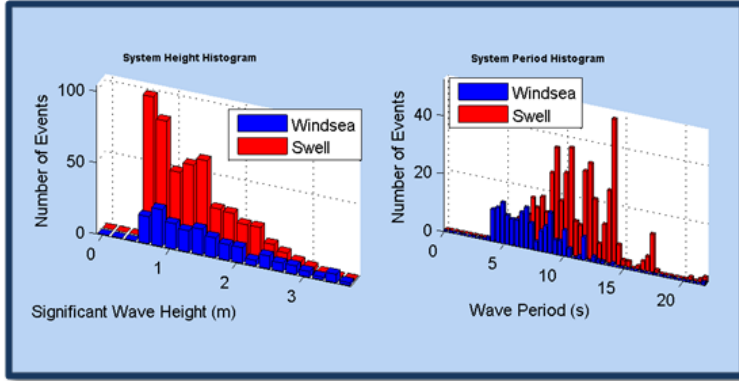 System Height Histogram
100
50
0
Number of Events
Windsea
Swell
0
1
2
3
Significant Wave Height (m)
System Period Histogram
40
20
0
Number of Events
Windsea
Swell
0
5
10
15
20
Wave Period (s)